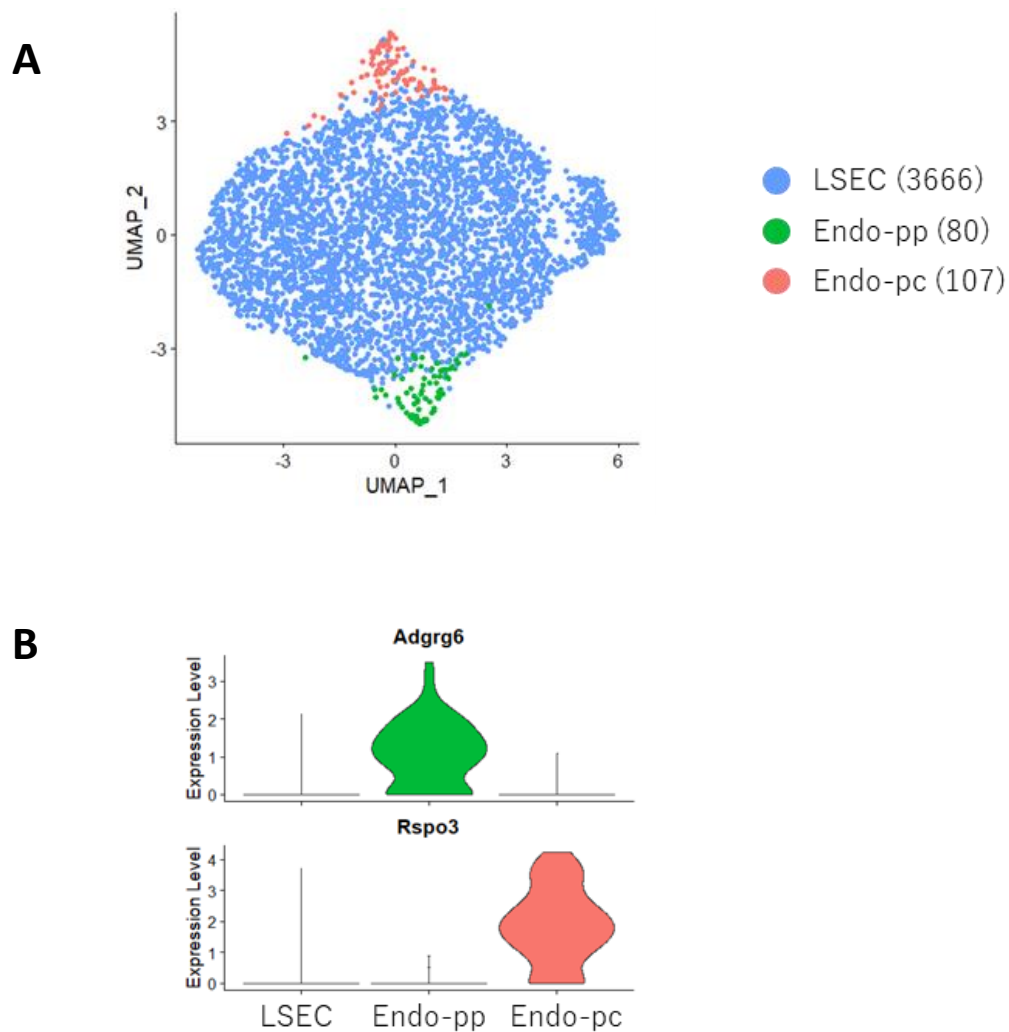 A
UMAP_2
3
0
-3
-3 0 3 6
UMAP_1
LSEC (3666)
Endo-pp (80)
Endo-pc (107)
B
Adgrg6
Expression Level
3
2
1
0
Rspo3
Expression Level
4
3
2
1
0
LSEC Endo-pp Endo-pc